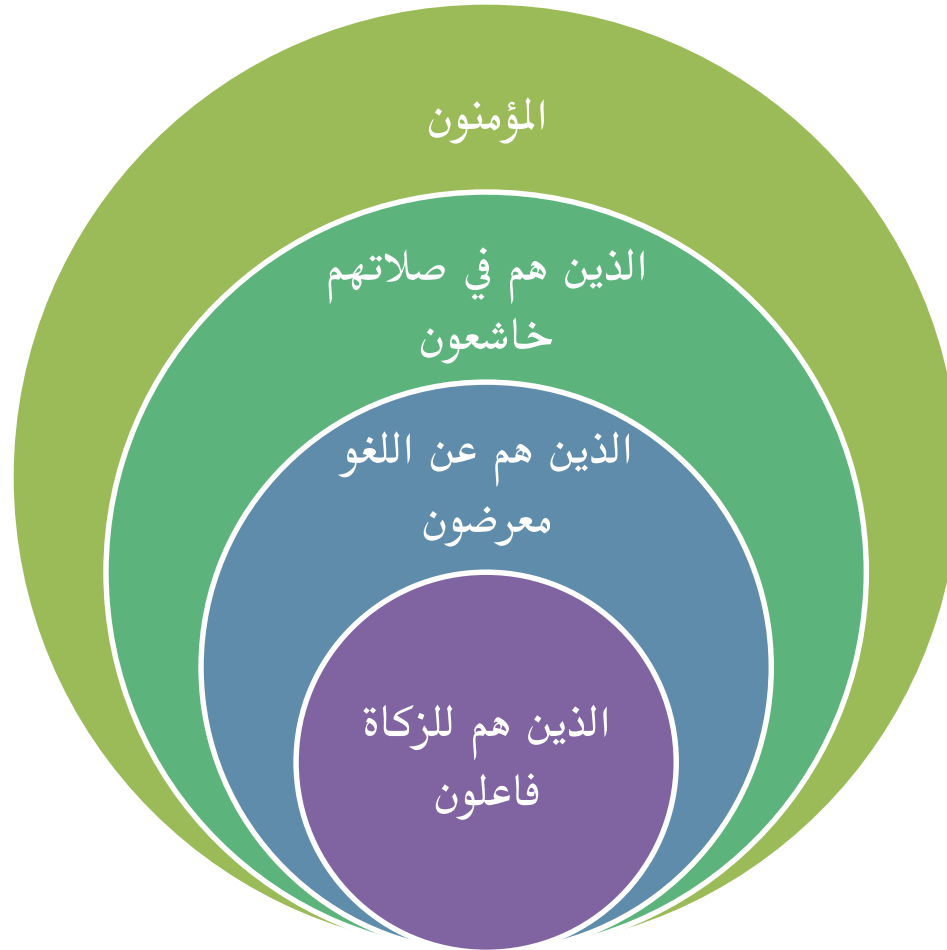 المؤمنون
الذين هم في صلاتهم
خاشعون
الذين هم عن اللغو
معرضون
الذين هم للزكاة
فاعلون